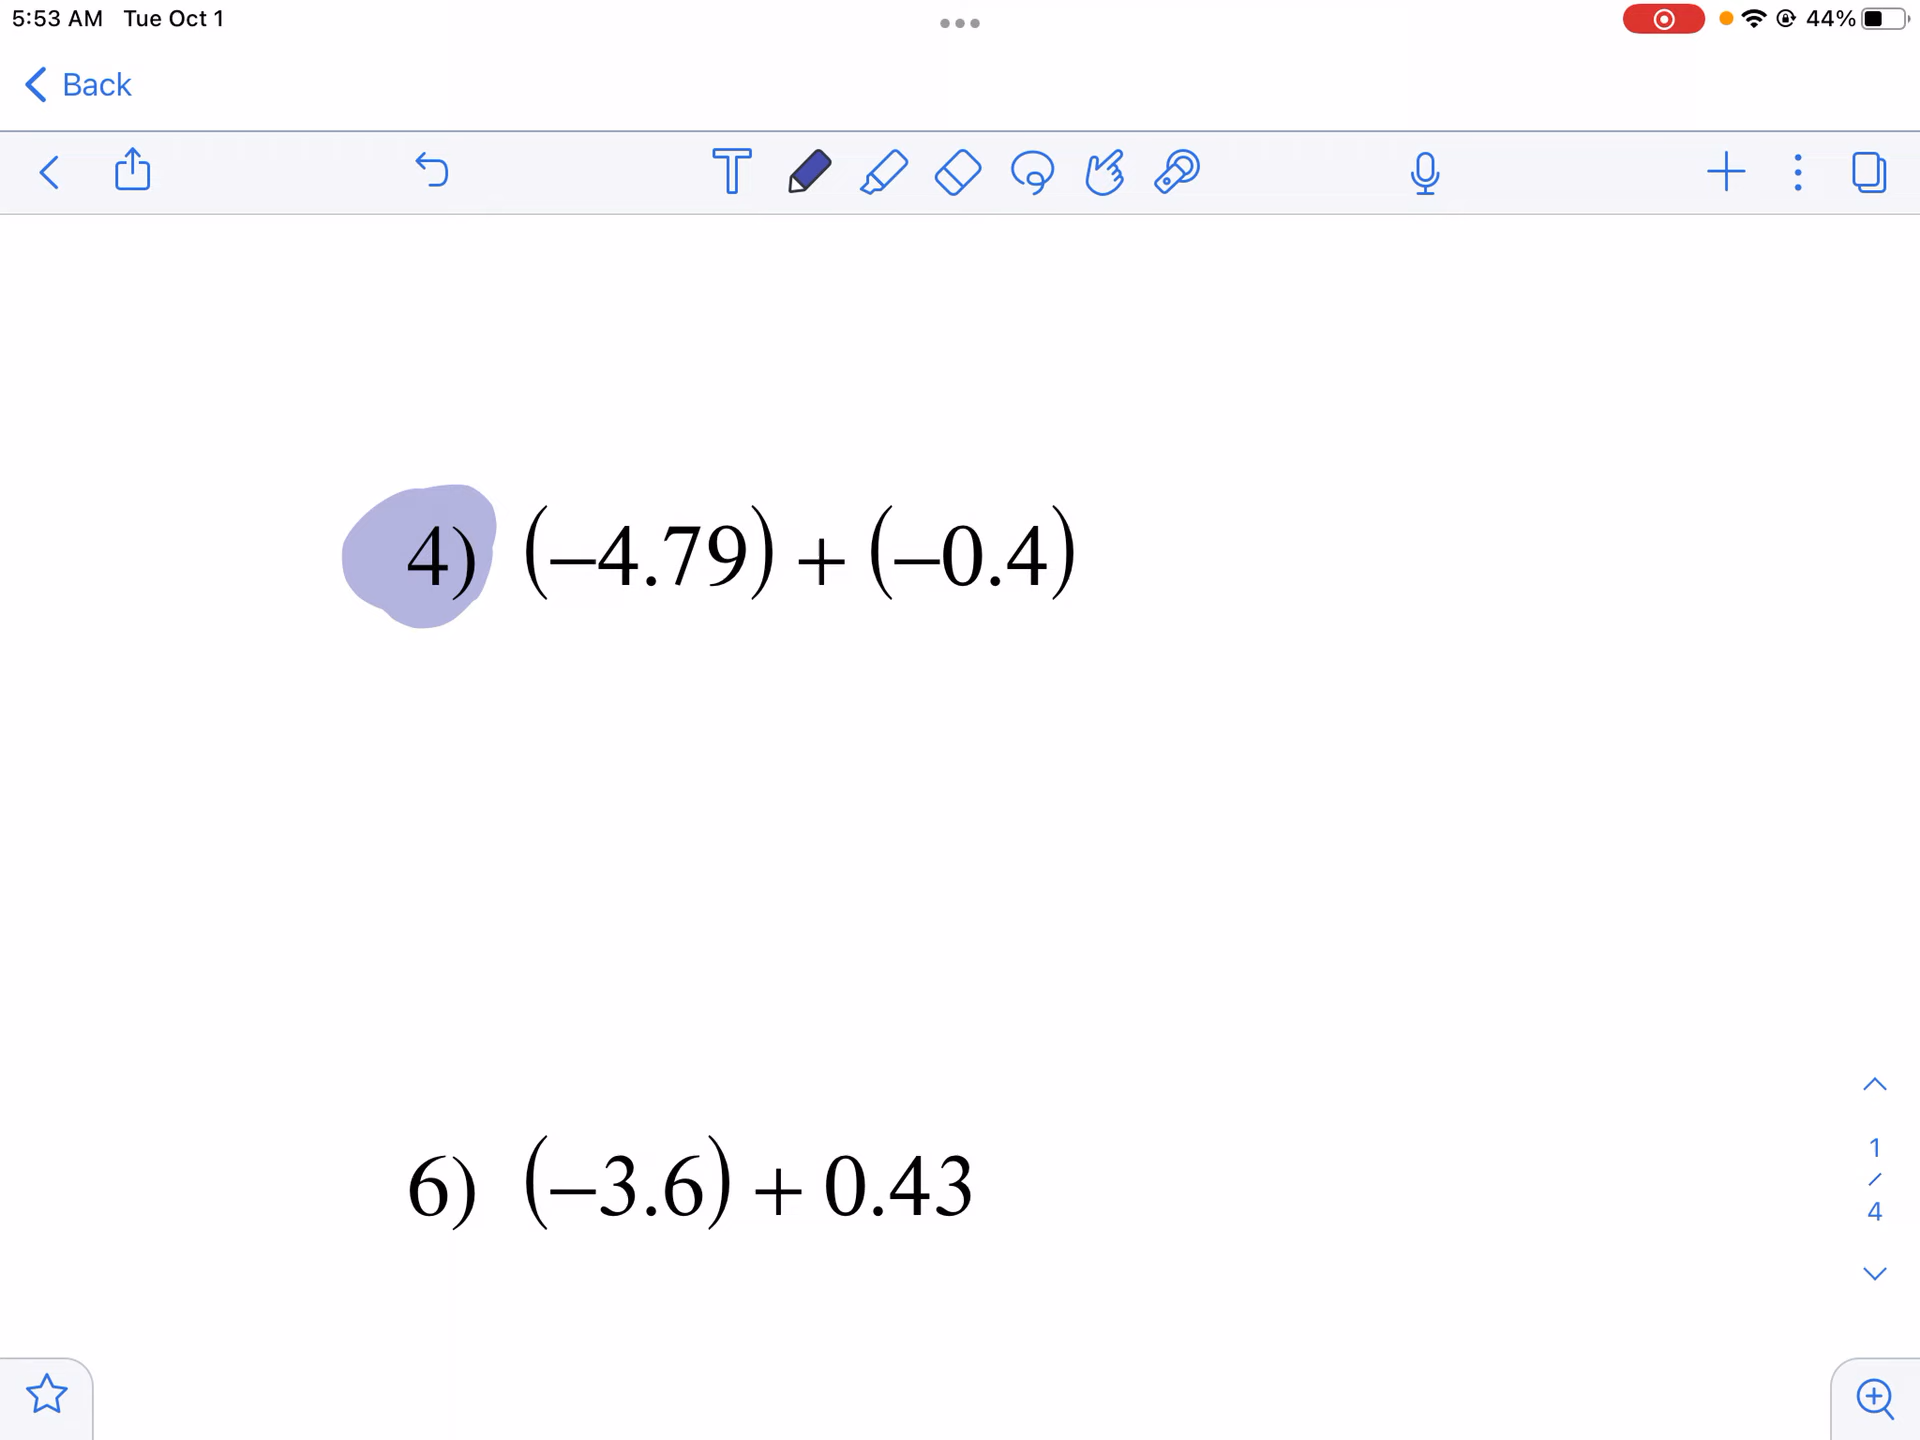 5:53 AM Tue Oct 1 44%
Back
4) (−4.79) + (−0.4)
6) (−3.6) + 0.43
1
/
4